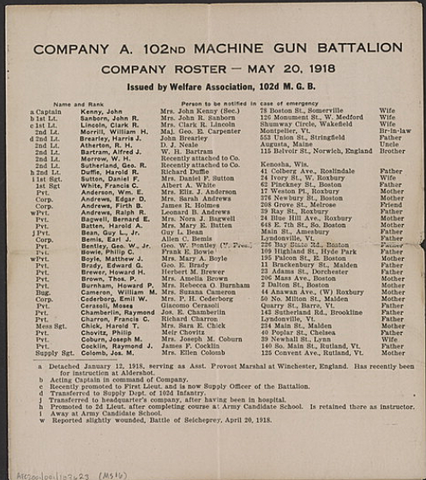 COMPANY A. 102ND MACHINE GUN BATTALION
COMPANY ROSTER — MAY 20, 1918
Issued by Welfare Association, 102d M. G. B.
Name and Rank Person to be notified in case of emergency
a Captain Kenny, John Mrs. John Kenny (Sec.) 78 Boston St., Somerville Wife
b 1st Lt. Sanborn, John R. Mrs. John R. Sanborn 126 Monument St., W. Medford Wife
c 1st Lt. Lincoln, Clark R. Mrs. Clark R. Lincoln Shumway Circle, Wakefield Wife
2nd Lt. Morrill, William H. Maj. Geo. E. Carpenter Montpelier, Vt. Br-in-law
d 2nd Lt. Brearley, Harris J. John Brearley 653 Union St., Springfield Father
2nd Lt. Atherton, R. H. D. J. Neale Augusta, Maine Uncle
2nd Lt. Bartram, Alfred J. W. H. Bartram 115 Belvoir St., Norwich, England Brother
2nd Lt. Morrow, W. H. Recently attached to Co.
2nd Lt. Sutherland, Geo. R. Recently attached to Co. Kenosha, Wis.
h 2nd Lt. Duffie, Harold R. Richard Duffie 41 Colberg Ave., Roslindale Father
i 1st Sgt. Sutton, Daniel F. Mrs. Daniel F. Sutton 74 Ivory St., W. Roxbury Wife
1st Sgt White, Francis C. Albert A. White 62 Pinckney St., Boston Father
Pvt. Anderson, Wm. E. Mrs. Elis. J. Anderson 17 Weston Pt., Roxbury Mother
Corp. Andrews, Edgar D. Mrs. Sarah Andrews 376 Newbury St., Boston Mother
Corp. Andrews, Firth B. James E. Holmes 208 Grove St., Melrose Friend
w Pvt. Andrews, Ralph R. Leonard B. Andrews 39 Ray St., Roxbury Father
Pvt. Bagwell, Bernard E. Mrs. Nora J. Bugwell 24 Blue Hill Ave., Roxbury Mother
Pvt. Batten, Harold A. Mrs. Mary E. Batten 648 E. 7th St., So. Boston Mother
j Pvt. Bean, Guy L., Jr. Guy L. Bean Main St., Amesbury Father
Corp. Bemis, Earl J. Allen C. Bemis Lyndonville, Vt. Father
Pvt. Bentley, Geo. W., Jr. Geo. W. Bentley Father
Pvt. Bowie, Philip C. Frank E. Bowie 109 Highland St., Hyde Park Father
w Pvt. Boyle, Matthew J. Mrs. Mary A. Boyle 195 Falcon St., E. Boston Mother
Pvt. Brady, Edward G. Geo. E. Brady 11 Brackenbury St., Malden Father
Pvt. Brewer, Howard H. Herbert M. Brewer 23 Adams St., Dorchester Father
Pvt. Brown, Thos. P. Mrs. Amelia Brown 206 Mass Ave., Boston Mother
Pvt. Burnham, Howard P. Mrs. Rebecca O. Burnham 2 Dalton St., Boston Mother
Bug. Cameron, William M. Mrs. Suzana Cameron 44 Anawan Av., (W) Roxbury Mother
Corp. Cederberg, Emil W. Mrs. P. H. Cederberg 50 No. Milton St., Malden Mother
Pvt. Cerasoli, Moses Giacomo Cerasoli Quarry St., Barre, Vt. Father
Pvt. Chamberlin, Raymond Jos. E. Chamberlin 142 Sutherland Rd., Brookline Father
Pvt. Charron, Francis C. Richard Charron Lyndonville, Vt. Father
Mess Sgt. Chick, Harold T. Mrs. Sara E. Chick 234 Main St., Malden Mother
Pvt. Chovitz, Philip Meir Chovitz 40 Poplar St., Chelsea Father
Pvt. Coburn, Joseph M. Mrs. Joseph M. Coburn 39 Newhall St., Lynn Wife
Pvt. Cocklin, Raymond J. James F. Cocklin 140 So. Main St., Rutland, Vt. Father
Supply Sgt. Colomb, Jos. M. Mrs. Ellen Colomb 125 Convent Ave., Rutland, Vt. Mother
a Detached January 12, 1918, serving as Asst. Provost Marshal at Winchester, England. Has recently been for instruction at Aldershot.
b Acting Captain in command of Company.
c Recently promoted to First Lieut. and is now Supply Officer of the Battalion.
d Transferred to Supply Dept. of 102d Infantry.
j Transferred to headquarter's company, after having been in hospital.
h Promoted to 2d Lieut. after completing course at Army Candidate School. Is retained there as instructor.
i Away at Army Candidate School.
w Reported slightly wounded, Battle of Seicheprey, April 20, 1918.